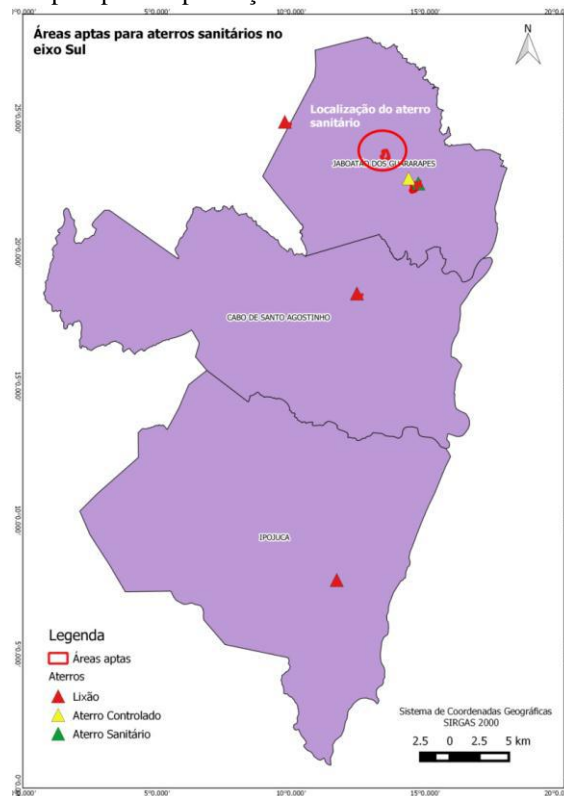 Áreas aptas para aterros sanitários no
eixo Sul
N
Localização do aterro
sanitário
JABOATÃO DOS GUARARAPES
CABO DE SANTO AGOSTINHO
IPOJUCA
Legenda
Áreas aptas
Aterros
Lixão
Aterro Controlado
Aterro Sanitário
Sistema de Coordenadas Geográficas
SIRGAS 2000
2.5 0 2.5 5 km